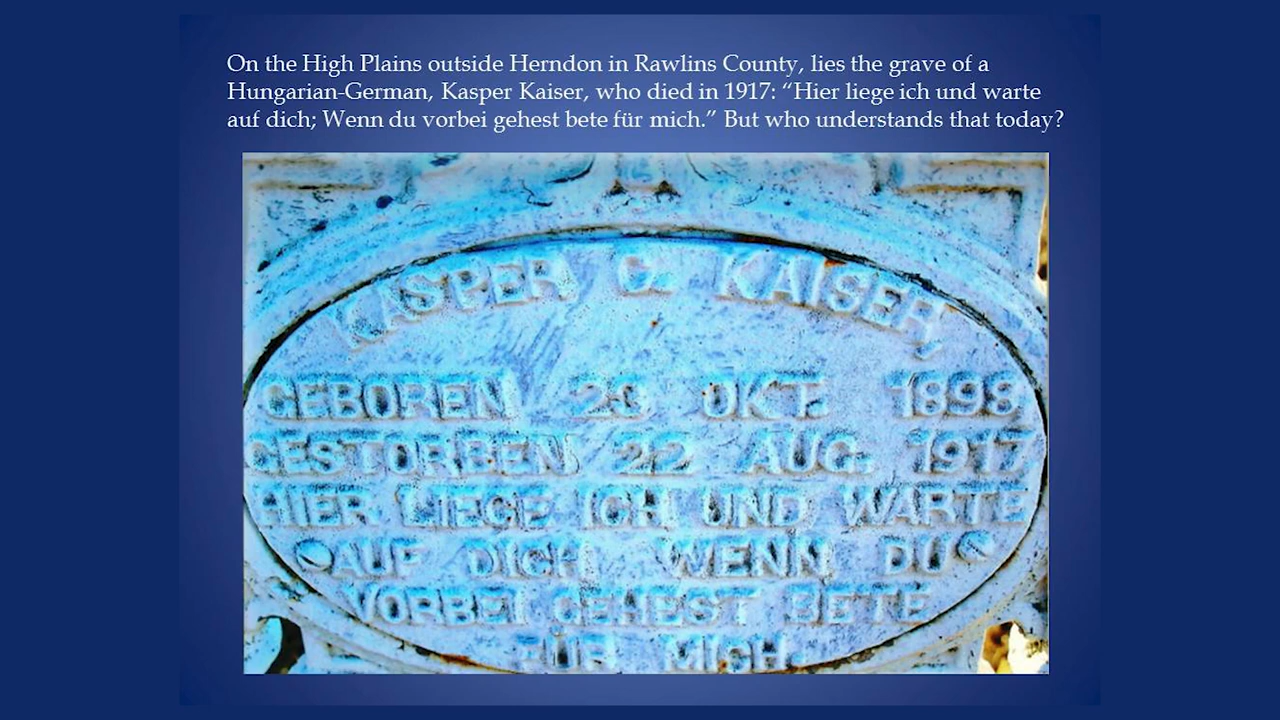 On the High Plains outside Herndon in Rawlins County, lies the grave of a
Hungarian-German, Kasper Kaiser, who died in 1917: “Hier liege ich und warte
auf dich; Wenn du vorbei gehest bete für mich.” But who understands that today?
KASPER C. KAISER,
GEBOREN 23 OKT. 1898
GESTORBEN 22 AUG. 1917
HIER LIEGE ICH UND WARTE
AUF DICH WENN DU
VORBEI GEHEST BETE
FÜR MICH.